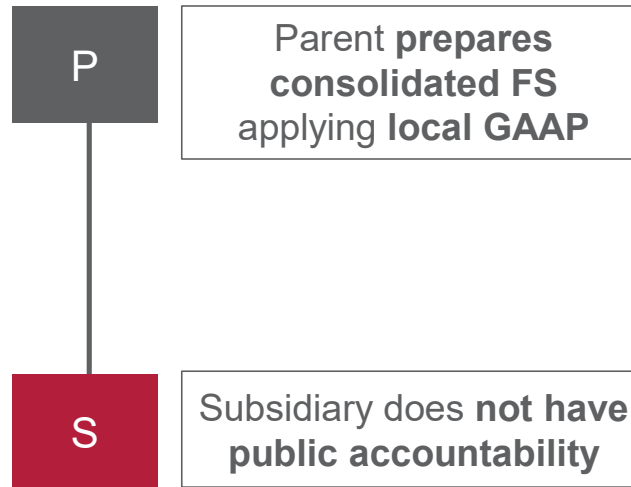 P
Parent prepares
consolidated FS
applying local GAAP
S
Subsidiary does not have
public accountability